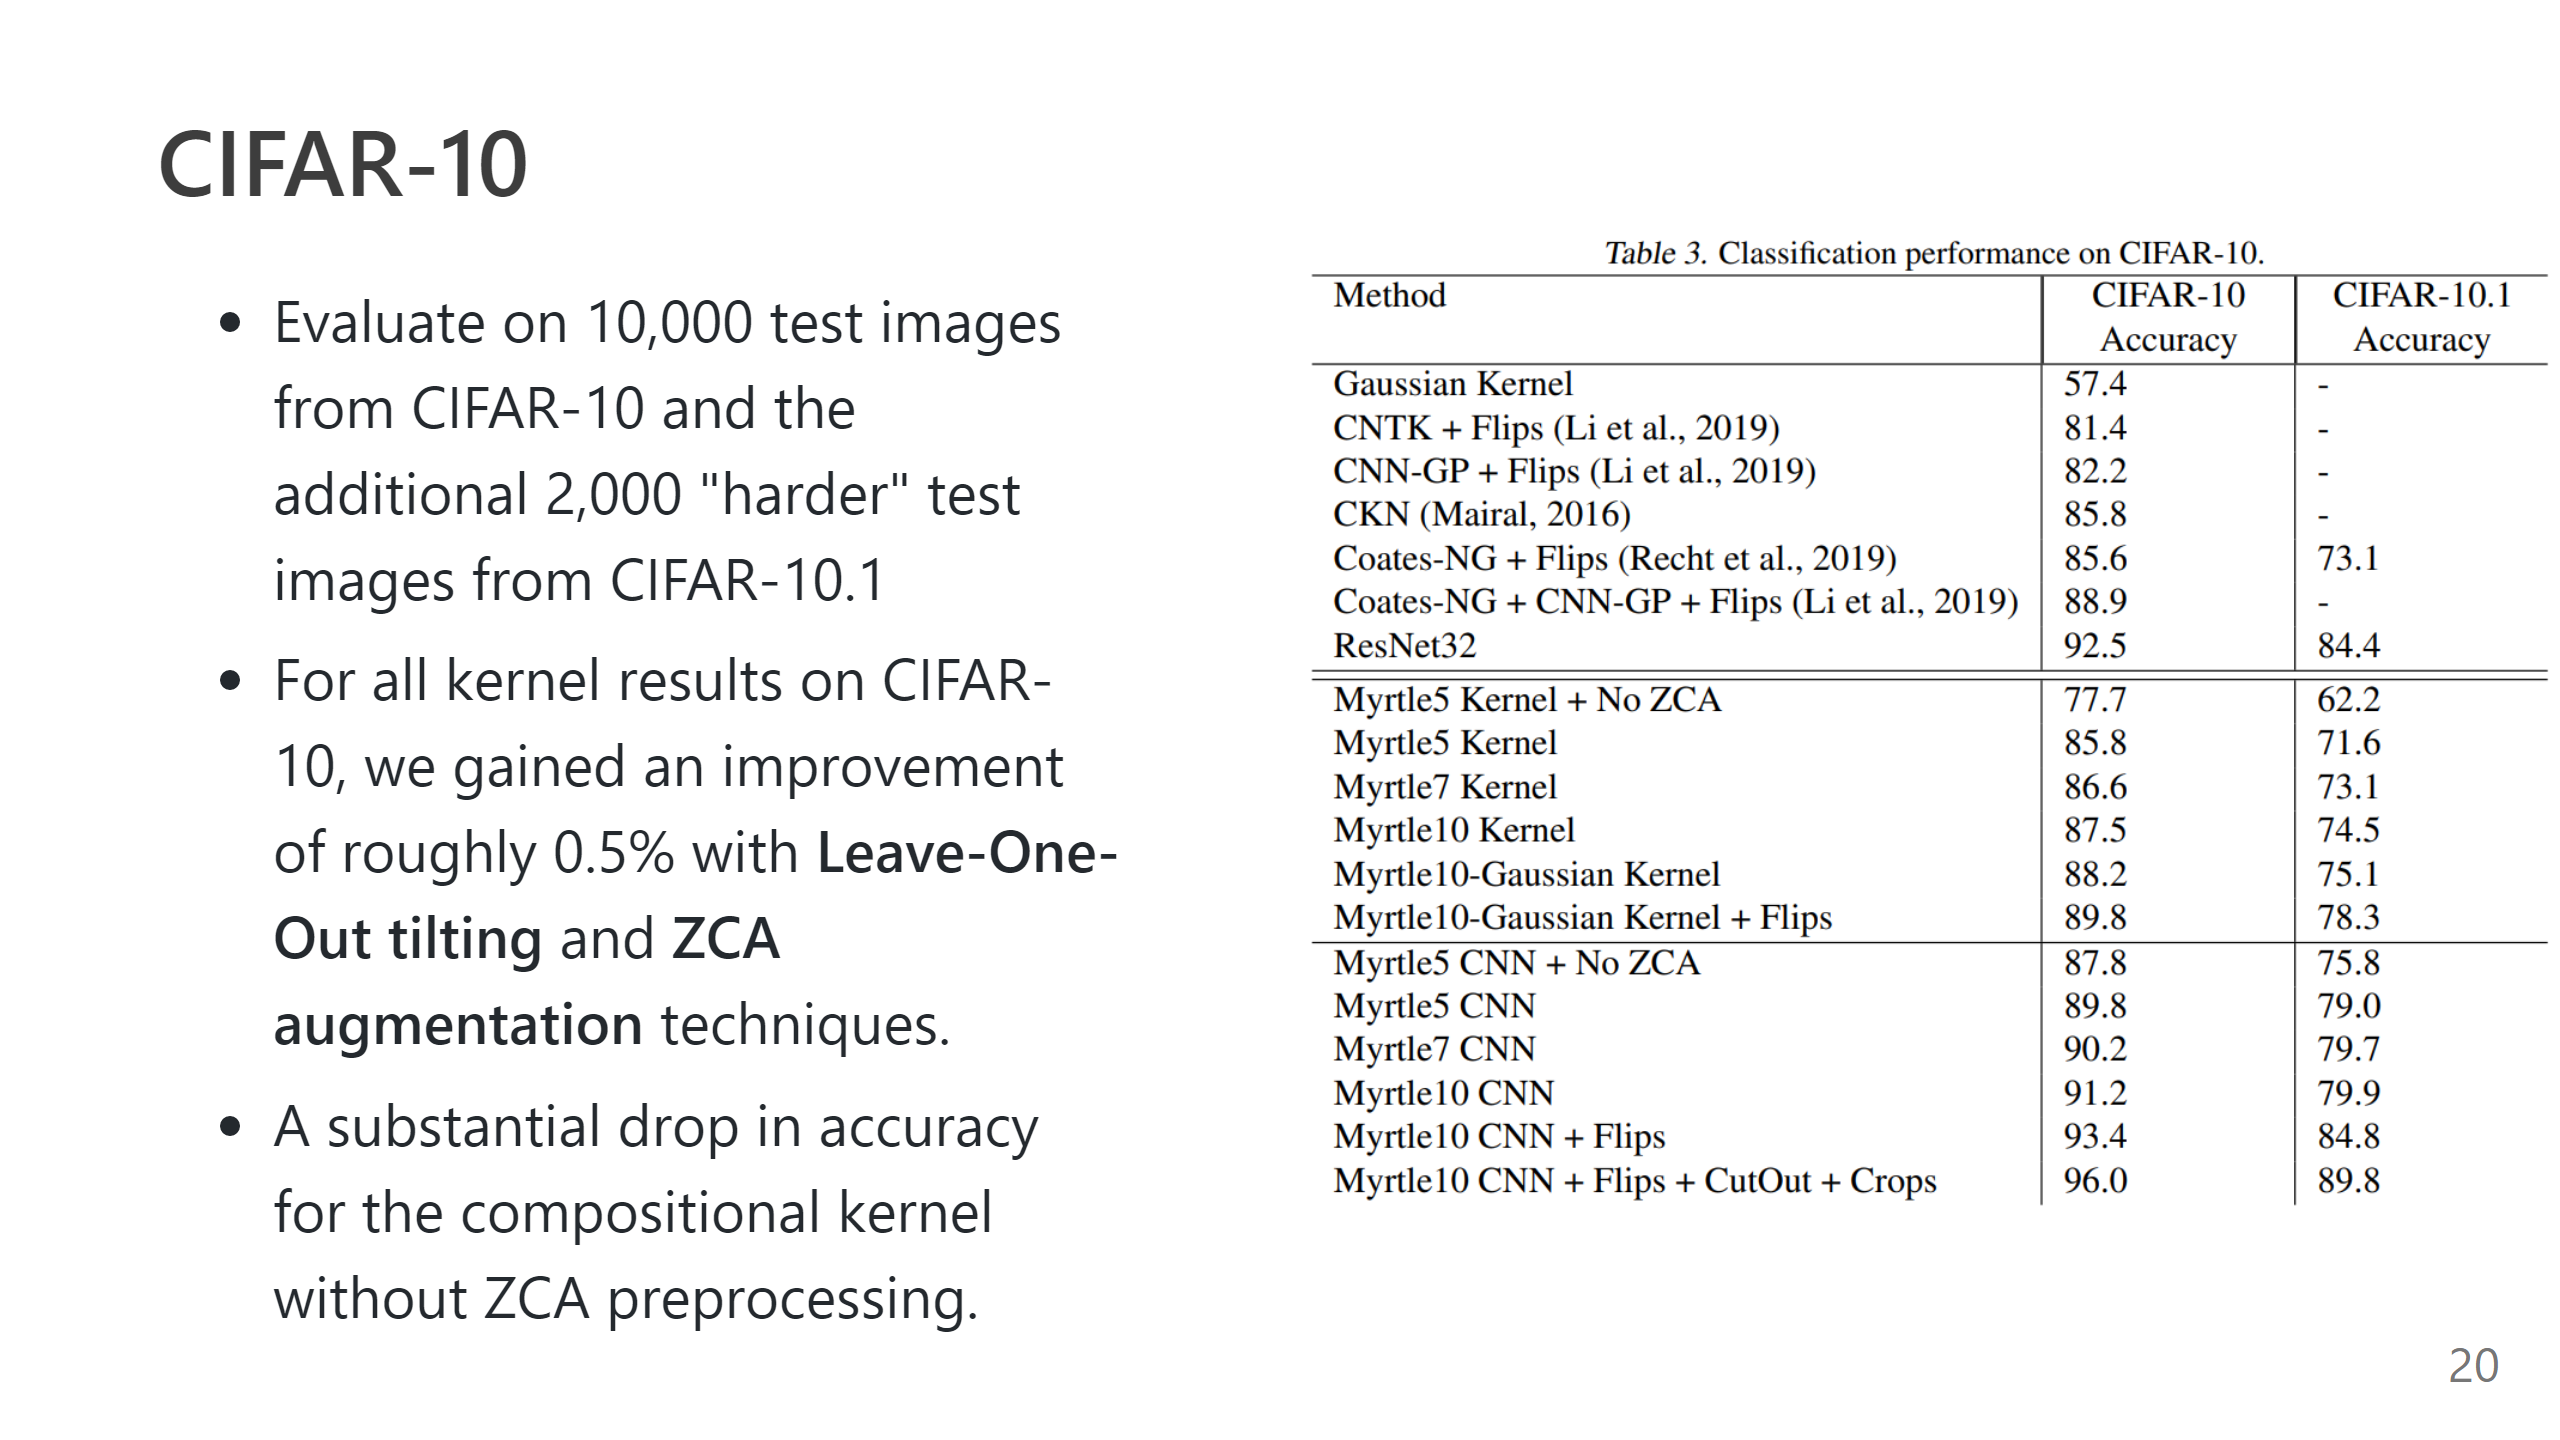 CIFAR-10
• Evaluate on 10,000 test images
from CIFAR-10 and the
additional 2,000 "harder" test
images from CIFAR-10.1
• For all kernel results on CIFAR-
10, we gained an improvement
of roughly 0.5% with Leave-One-
Out tilting and ZCA
augmentation techniques.
• A substantial drop in accuracy
for the compositional kernel
without ZCA preprocessing.
Table 3. Classification performance on CIFAR-10.
Method CIFAR-10 CIFAR-10.1
Accuracy Accuracy
Gaussian Kernel 57.4 -
CNTK + Flips (Li et al., 2019) 81.4 -
CNN-GP + Flips (Li et al., 2019) 82.2 -
CKN (Mairal, 2016) 85.8 -
Coates-NG + Flips (Recht et al., 2019) 85.6 73.1
Coates-NG + CNN-GP + Flips (Li et al., 2019) 88.9 -
ResNet32 92.5 84.4
Myrtle5 Kernel + No ZCA 77.7 62.2
Myrtle5 Kernel 85.8 71.6
Myrtle7 Kernel 86.6 73.1
Myrtle10 Kernel 87.5 74.5
Myrtle10-Gaussian Kernel 88.2 75.1
Myrtle10-Gaussian Kernel + Flips 89.8 78.3
Myrtle5 CNN + No ZCA 87.8 75.8
Myrtle5 CNN 89.8 79.0
Myrtle7 CNN 90.2 79.7
Myrtle10 CNN 91.2 79.9
Myrtle10 CNN + Flips 93.4 84.8
Myrtle10 CNN + Flips + CutOut + Crops 96.0 89.8
20